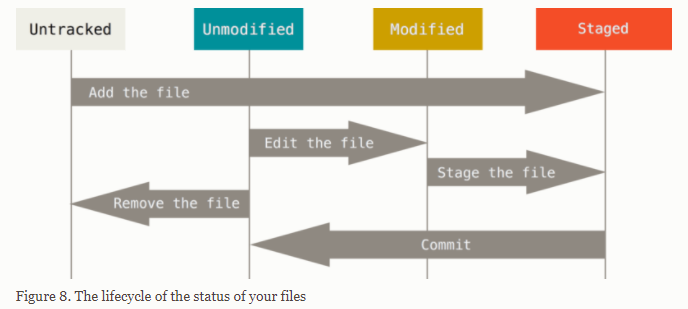 Untracked
Unmodified
Modified
Staged
Add the file
Edit the file
Stage the file
Remove the file
Commit
Figure 8. The lifecycle of the status of your files